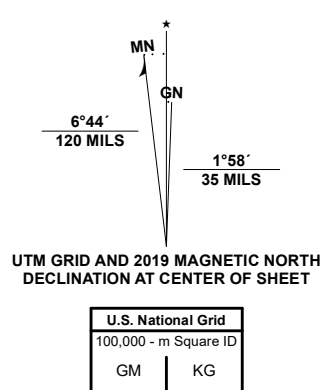 ★
MN
GN
6°44´
120 MILS
1°58´
35 MILS
UTM GRID AND 2019 MAGNETIC NORTH
DECLINATION AT CENTER OF SHEET
U.S. National Grid
100,000 - m Square ID
GM KG